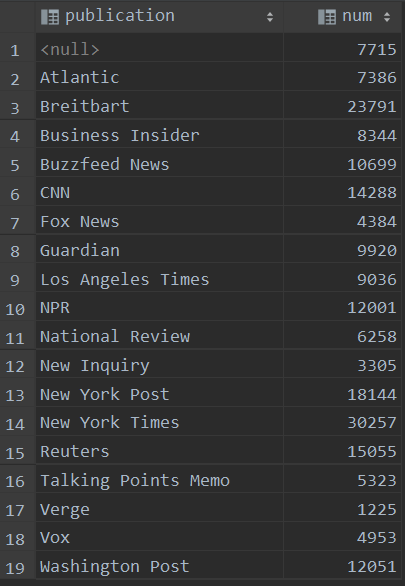 publication num
1 <null> 7715
2 Atlantic 7386
3 Breitbart 23791
4 Business Insider 8344
5 Buzzfeed News 10699
6 CNN 14288
7 Fox News 4384
8 Guardian 9920
9 Los Angeles Times 9036
10 NPR 12001
11 National Review 6258
12 New Inquiry 3305
13 New York Post 18144
14 New York Times 30257
15 Reuters 15055
16 Talking Points Memo 5323
17 Verge 1225
18 Vox 4953
19 Washington Post 12051